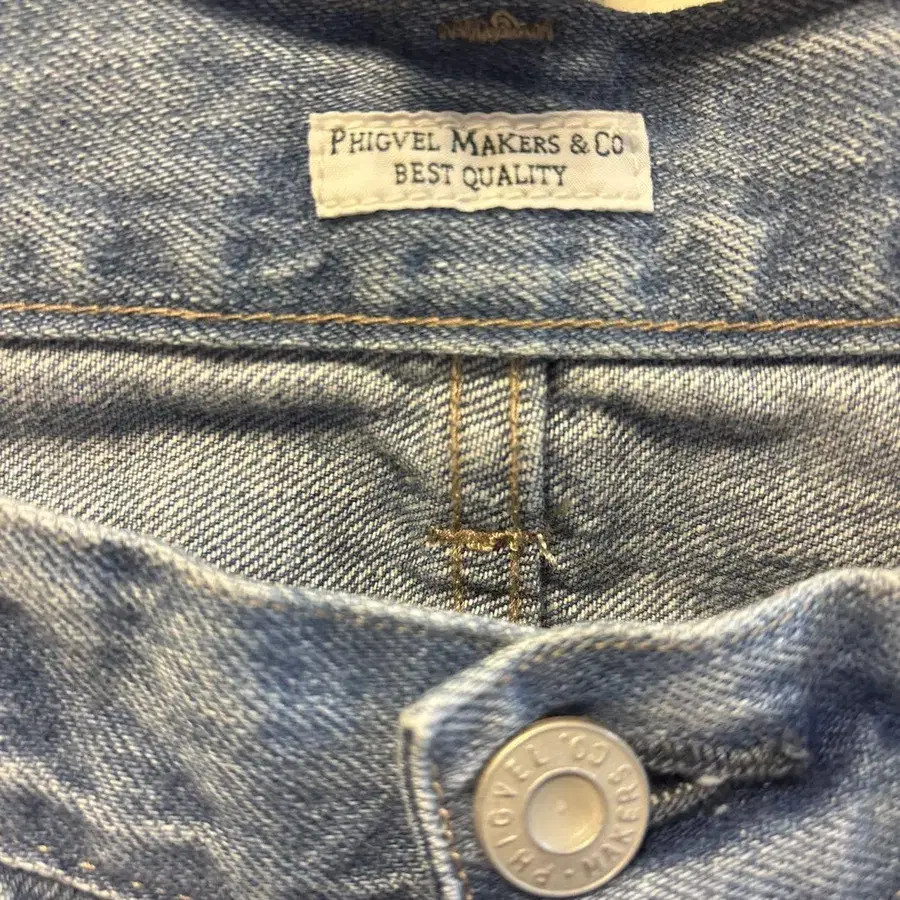 PHIGVEL MAKERS & CO
BEST QUALITY
PHIGVEL MAKERS CO.